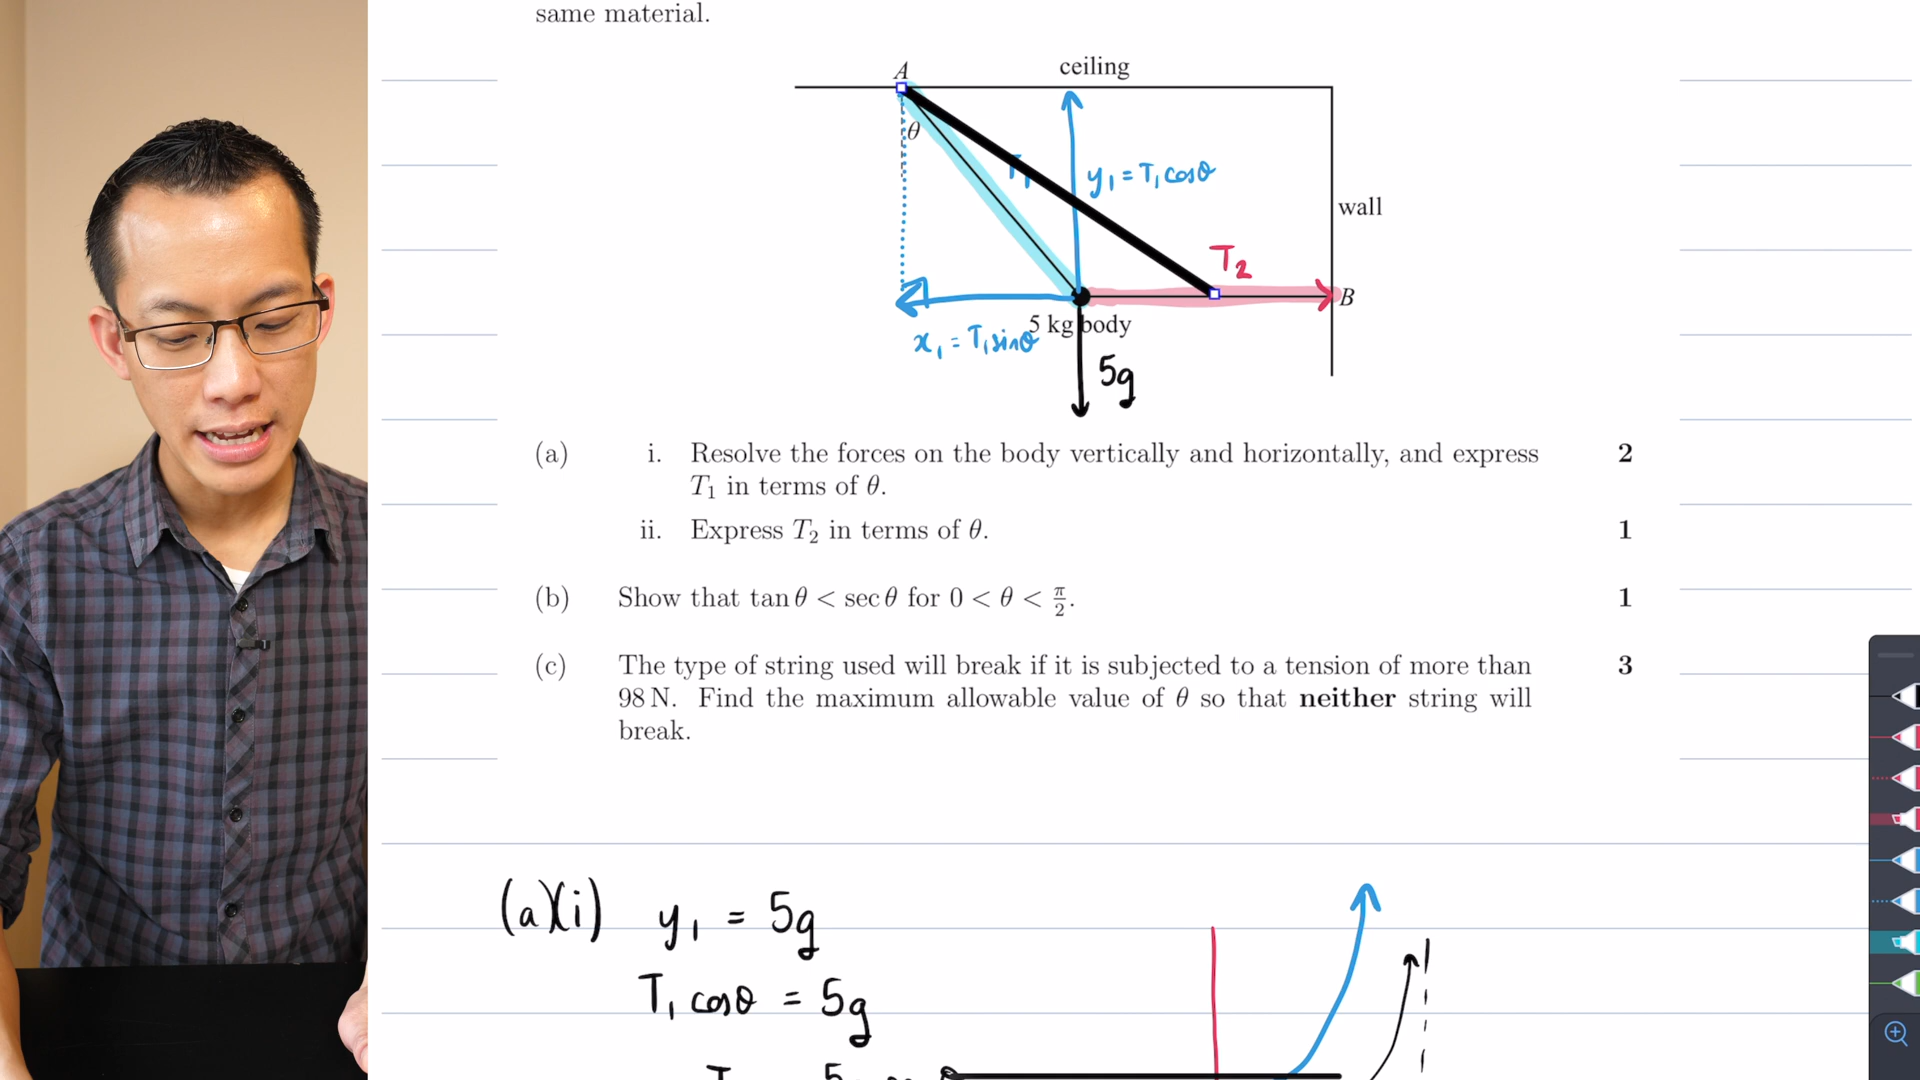 same material.
A
ceiling
θ
T₁
y₁ = T₁cosθ
wall
T₂
B
5 kg body
x₁ = T₁sinθ
5g
(a) i. Resolve the forces on the body vertically and horizontally, and express 2
T₁ in terms of θ.
ii. Express T₂ in terms of θ. 1
(b) Show that tan θ < sec θ for 0 < θ < π/2. 1
(c) The type of string used will break if it is subjected to a tension of more than 3
98 N. Find the maximum allowable value of θ so that neither string will
break.
(a)(i) y₁ = 5g
T₁ cosθ = 5g